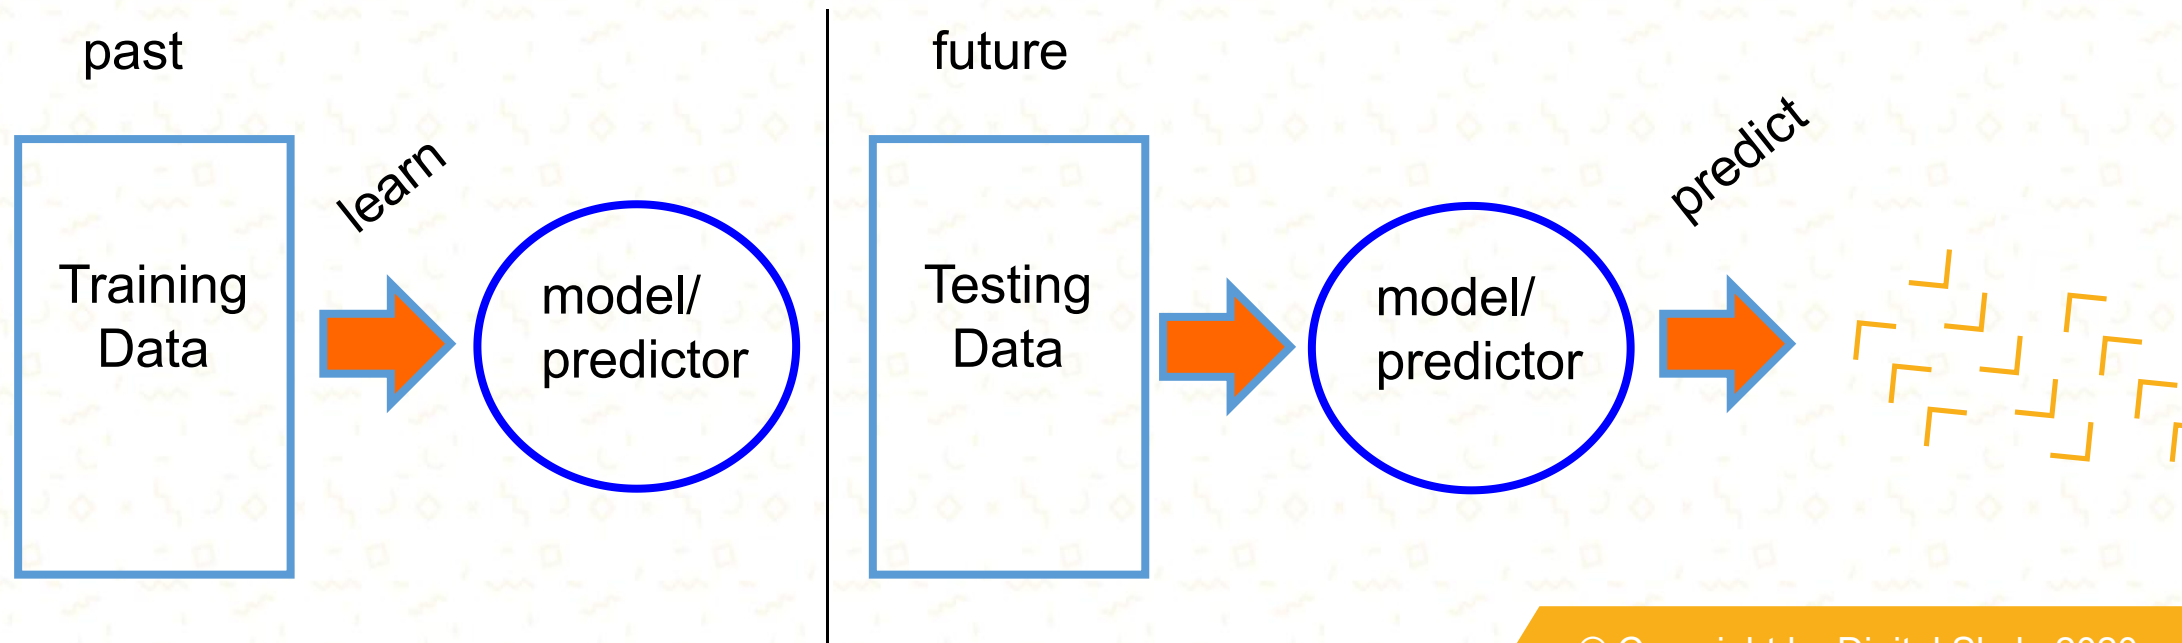 past
learn
Training
Data
model/
predictor
future
predict
Testing
Data
model/
predictor